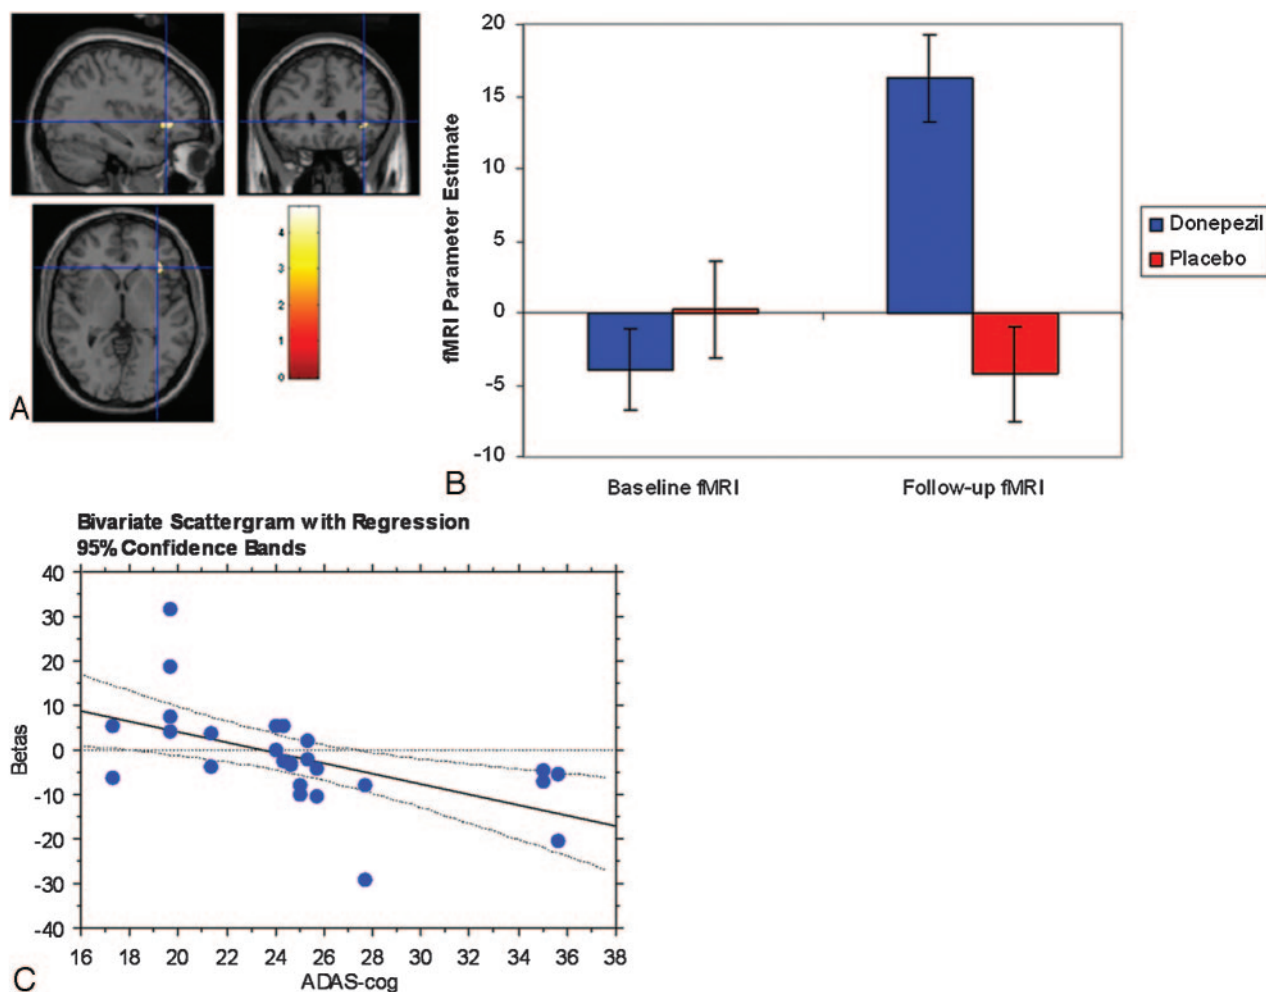 4
3
2
1
0
A
20
15
10
5
0
-5
-10
fMRI Parameter Estimate
Baseline fMRI
Follow-up fMRI
Donepezil
Placebo
B
Bivariate Scattergram with Regression
95% Confidence Bands
40
30
20
10
0
-10
-20
-30
-40
Betas
16 18 20 22 24 26 28 30 32 34 36 38
ADAS-cog
C